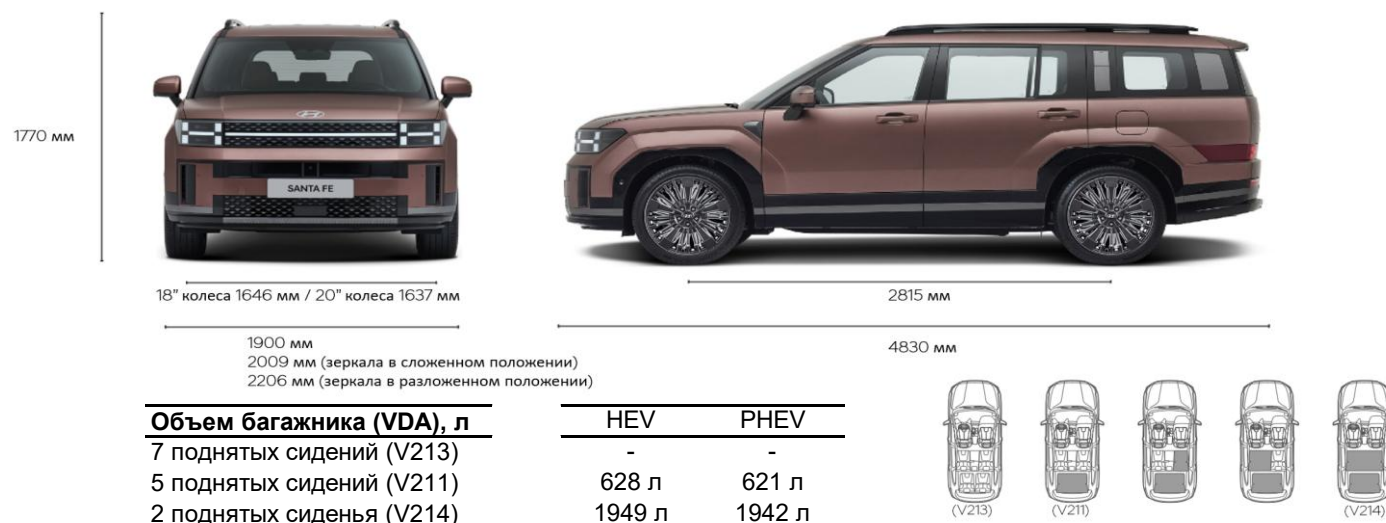 1770 мм
SANTA FE
18" колеса 1646 мм / 20" колеса 1637 мм
2815 мм
1900 мм
2009 мм (зеркала в сложенном положении)
2206 мм (зеркала в разложенном положении)
4830 мм
Объем багажника (VDA), л HEV PHEV
7 поднятых сидений (V213) - -
5 поднятых сидений (V211) 628 л 621 л
2 поднятых сиденья (V214) 1949 л 1942 л
(V213) (V211) (V214)